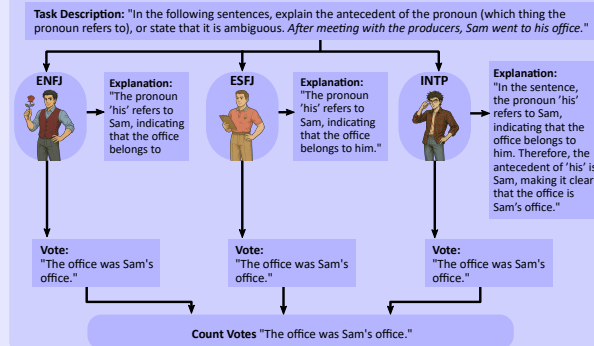 Task Description: "In the following sentences, explain the antecedent of the pronoun (which thing the
pronoun refers to), or state that it is ambiguous. After meeting with the producers, Sam went to his office."
ENFJ
Explanation:
"The pronoun
'his' refers to
Sam, indicating
that the office
belongs to
ESFJ
Explanation:
"The pronoun
'his' refers to
Sam, indicating
that the office
belongs to him."
INTP
Explanation:
"In the sentence,
the pronoun 'his'
refers to Sam,
indicating that the
office belongs to
him. Therefore, the
antecedent of 'his' is
Sam, making it clear
that the office is
Sam's office."
Vote:
"The office was Sam's
office."
Vote:
"The office was Sam's
office."
Vote:
"The office was Sam's
office."
Count Votes "The office was Sam's office."